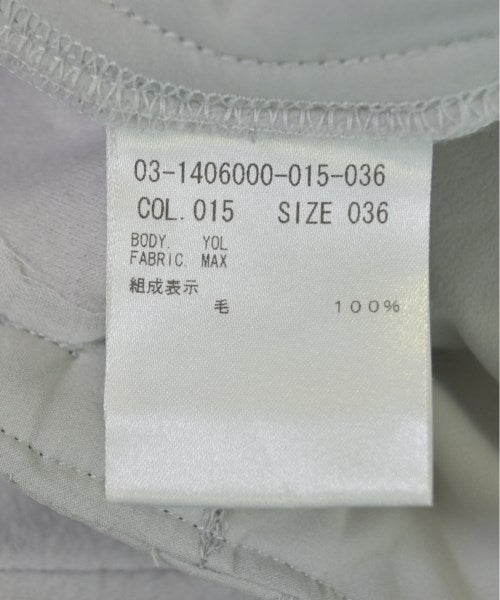 03-1406000-015-036
COL. 015 SIZE 036
BODY. YOL
FABRIC. MAX
組成表示
毛 100%